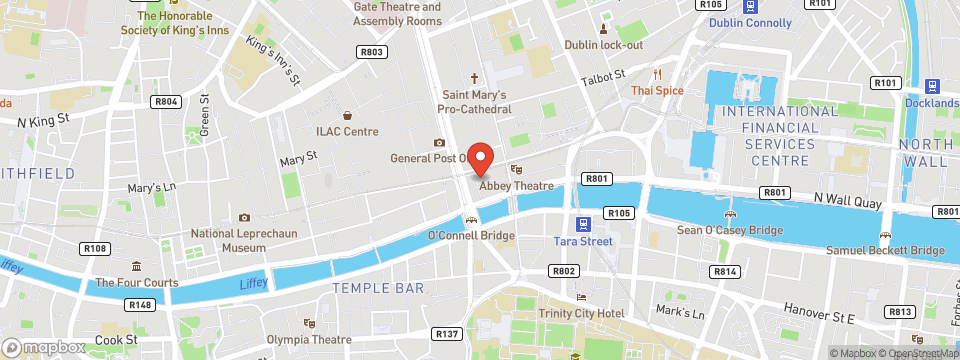 The Honorable
Society of King's Inns
Gate Theatre and
Assembly Rooms
R105
Dublin Connolly
R101
King's Inn's St
R803
Dublin lock-out
Talbot St
Thai Spice
R101
Docklands
R804
N King St
Green St
ILAC Centre
Saint Mary's
Pro-Cathedral
INTERNATIONAL
FINANCIAL
SERVICES
CENTRE
NORTH
WALL
Mary St
General Post O
Abbey Theatre
R801
R801
N Wall Quay
R801
Mary's Ln
National Leprechaun
Museum
R105
O'Connell Bridge
Tara Street
Sean O'Casey Bridge
Samuel Beckett Bridge
R108
Liffey
The Four Courts
Liffey
TEMPLE BAR
R802
R814
R148
Trinity City Hotel
Mark's Ln
Hanover St E
R813
Forbes St
Cook St
Olympia Theatre
R137
mapbox
© Mapbox © OpenStreetMap